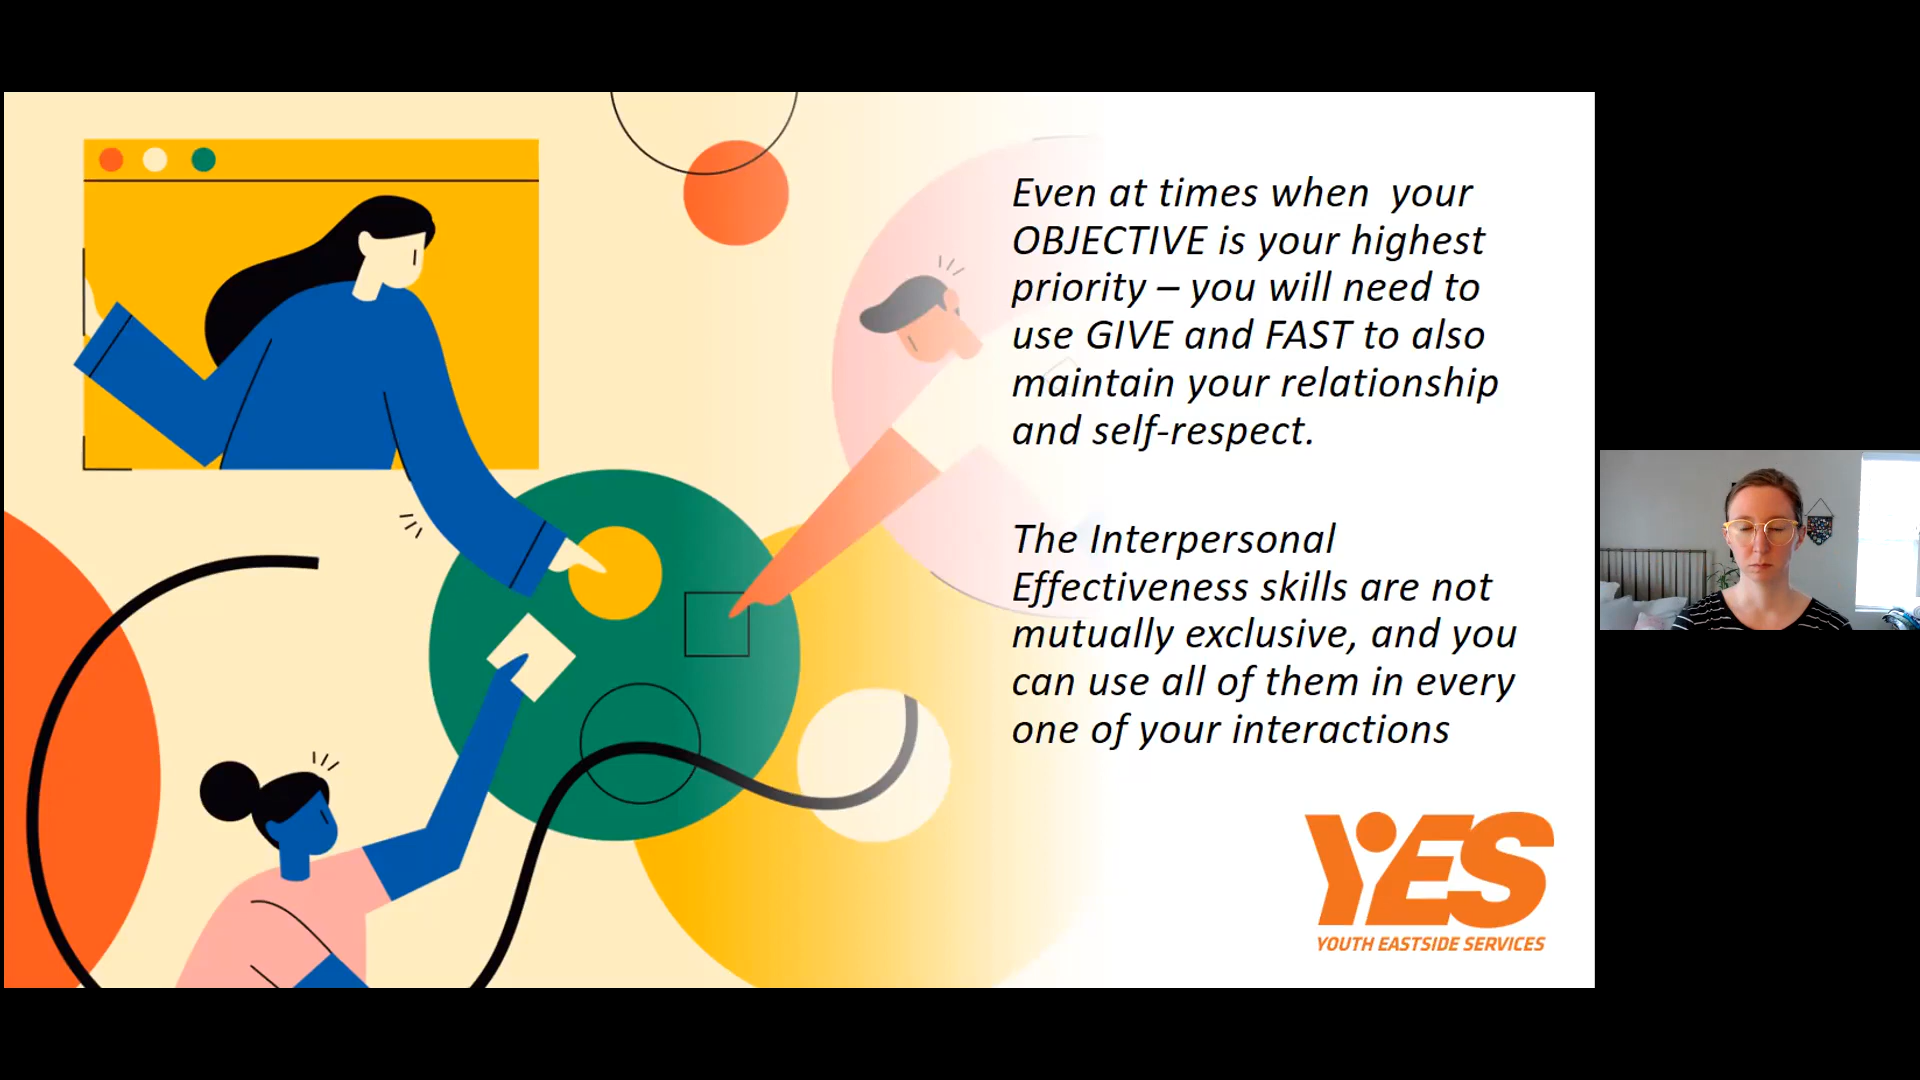 Even at times when  your
OBJECTIVE is your highest
priority – you will need to
use GIVE and FAST to also
maintain your relationship
and self-respect.
The Interpersonal
Effectiveness skills are not
mutually exclusive, and you
can use all of them in every
one of your interactions
YES
YOUTH EASTSIDE SERVICES